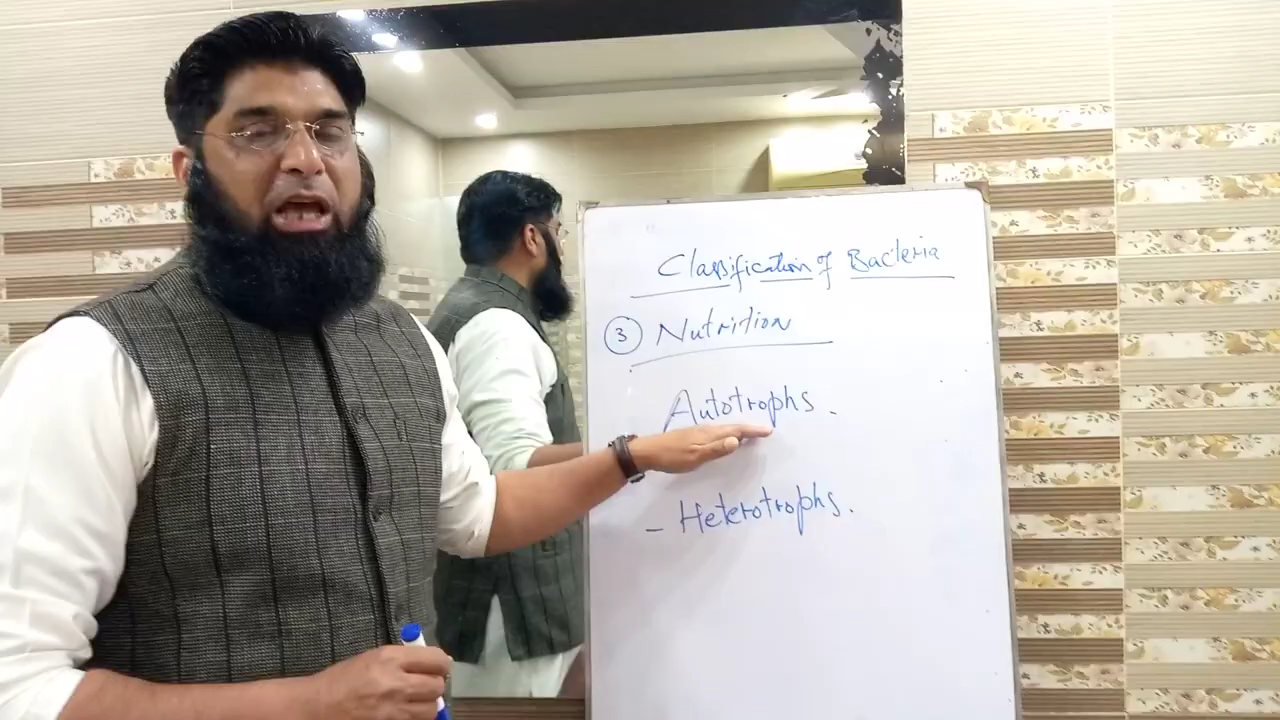 Classification of Bacteria
3 Nutrition
Autotrophs.
- Heterotrophs.